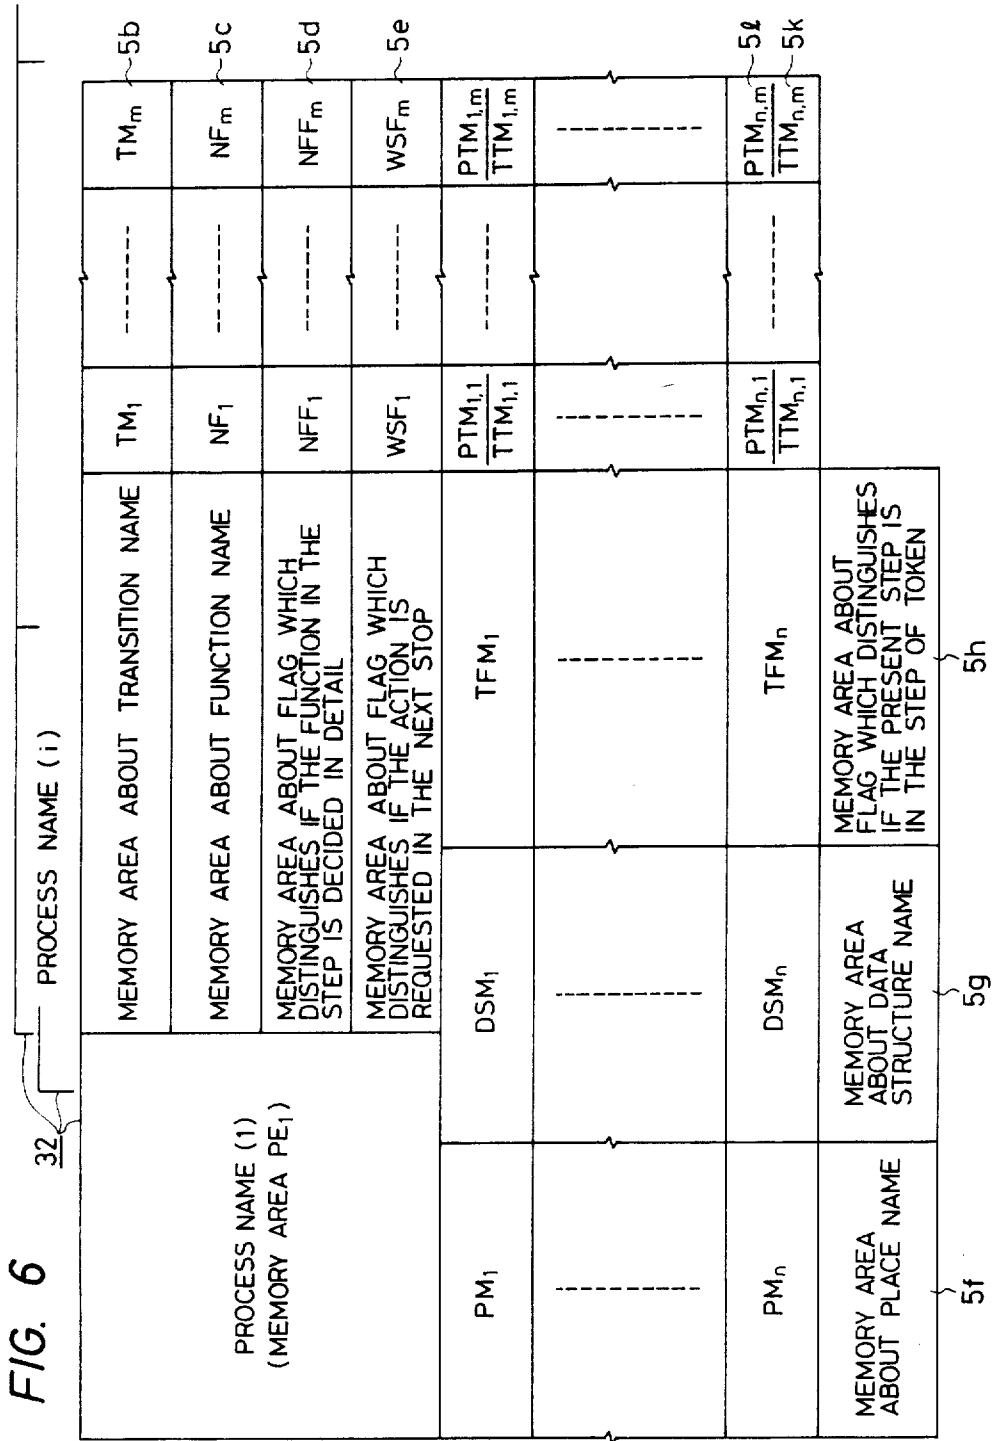 FIG. 6
32
PROCESS NAME (i)
PROCESS NAME (1)
(MEMORY AREA PE1)
MEMORY AREA ABOUT TRANSITION NAME
TM1
TMm
5b
MEMORY AREA ABOUT FUNCTION NAME
NF1
NFm
5c
MEMORY AREA ABOUT FLAG WHICH
DISTINGUISHES IF THE FUNCTION IN THE
STEP IS DECIDED IN DETAIL
NFF1
NFFm
5d
MEMORY AREA ABOUT FLAG WHICH
DISTINGUISHES IF THE ACTION IS
REQUESTED IN THE NEXT STOP
WSF1
WSFm
5e
PM1
DSM1
TFM1
PTM1,1
TTM1,1
PTM1,m
TTM1,m
PMn
DSMn
TFMn
PTMn,1
TTMn,1
PTMn,m
TTMn,m
5ℓ
5k
MEMORY AREA
ABOUT PLACE NAME
MEMORY AREA
ABOUT DATA
STRUCTURE NAME
MEMORY AREA ABOUT
FLAG WHICH DISTINGUISHES
IF THE PRESENT STEP IS
IN THE STEP OF TOKEN
5f
5g
5h